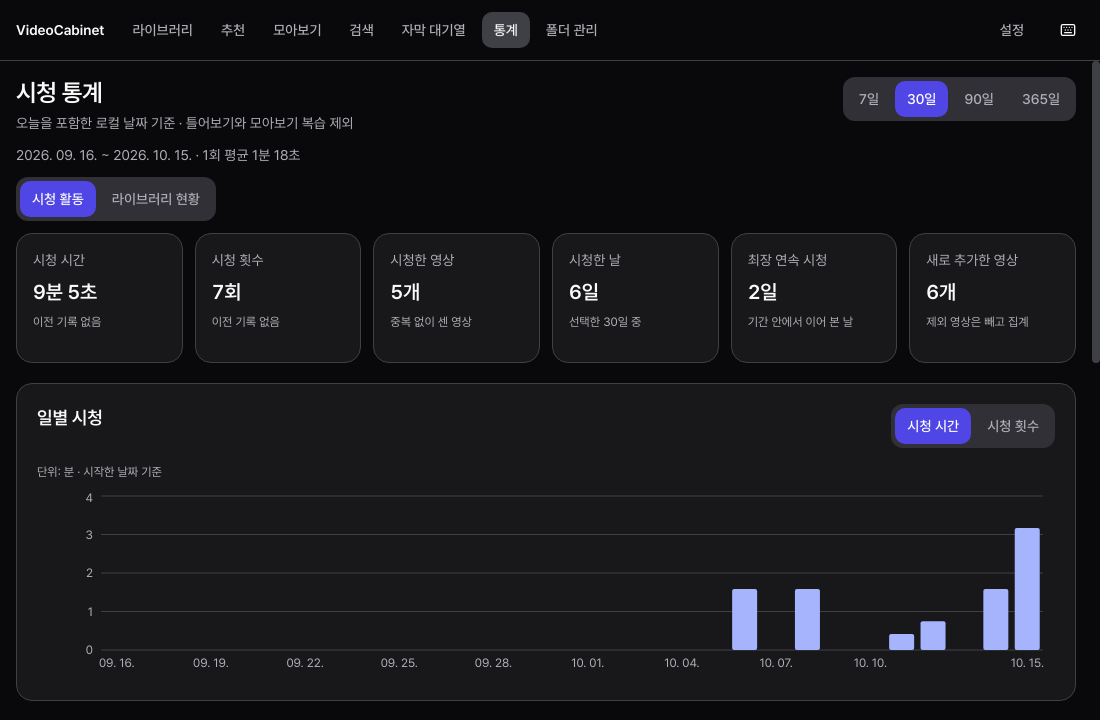 VideoCabinet 라이브러리 추천 모아보기 검색 자막 대기열 통계 폴더 관리 설정
시청 통계
7일 30일 90일 365일
오늘을 포함한 로컬 날짜 기준 · 틀어보기와 모아보기 복습 제외
2026. 09. 16. ~ 2026. 10. 15. · 1회 평균 1분 18초
시청 활동 라이브러리 현황
시청 시간
9분 5초
이전 기록 없음
시청 횟수
7회
이전 기록 없음
시청한 영상
5개
중복 없이 센 영상
시청한 날
6일
선택한 30일 중
최장 연속 시청
2일
기간 안에서 이어 본 날
새로 추가한 영상
6개
제외 영상은 빼고 집계
일별 시청
시청 시간 시청 횟수
단위: 분 · 시작한 날짜 기준
4
3
2
1
0
09. 16. 09. 19. 09. 22. 09. 25. 09. 28. 10. 01. 10. 04. 10. 07. 10. 10. 10. 15.